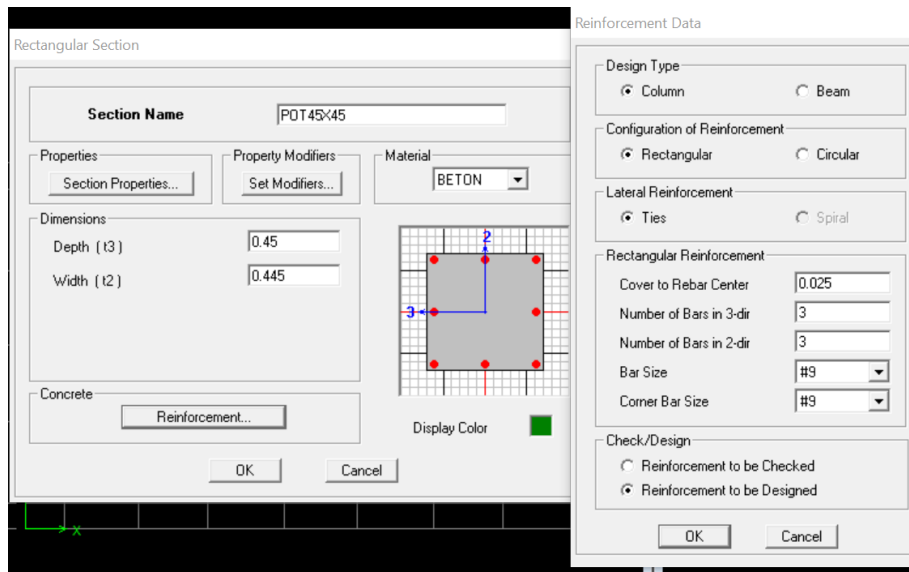 Rectangular Section
Section Name POT45X45
Properties
Section Properties...
Property Modifiers
Set Modifiers...
Material
BETON
Dimensions
Depth ( t3 ) 0.45
Width ( t2 ) 0.445
2
3
Concrete
Reinforcement...
Display Color
OK Cancel
X
Reinforcement Data
Design Type
Column Beam
Configuration of Reinforcement
Rectangular Circular
Lateral Reinforcement
Ties Spiral
Rectangular Reinforcement
Cover to Rebar Center 0.025
Number of Bars in 3-dir 3
Number of Bars in 2-dir 3
Bar Size #9
Corner Bar Size #9
Check/Design
Reinforcement to be Checked
Reinforcement to be Designed
OK Cancel